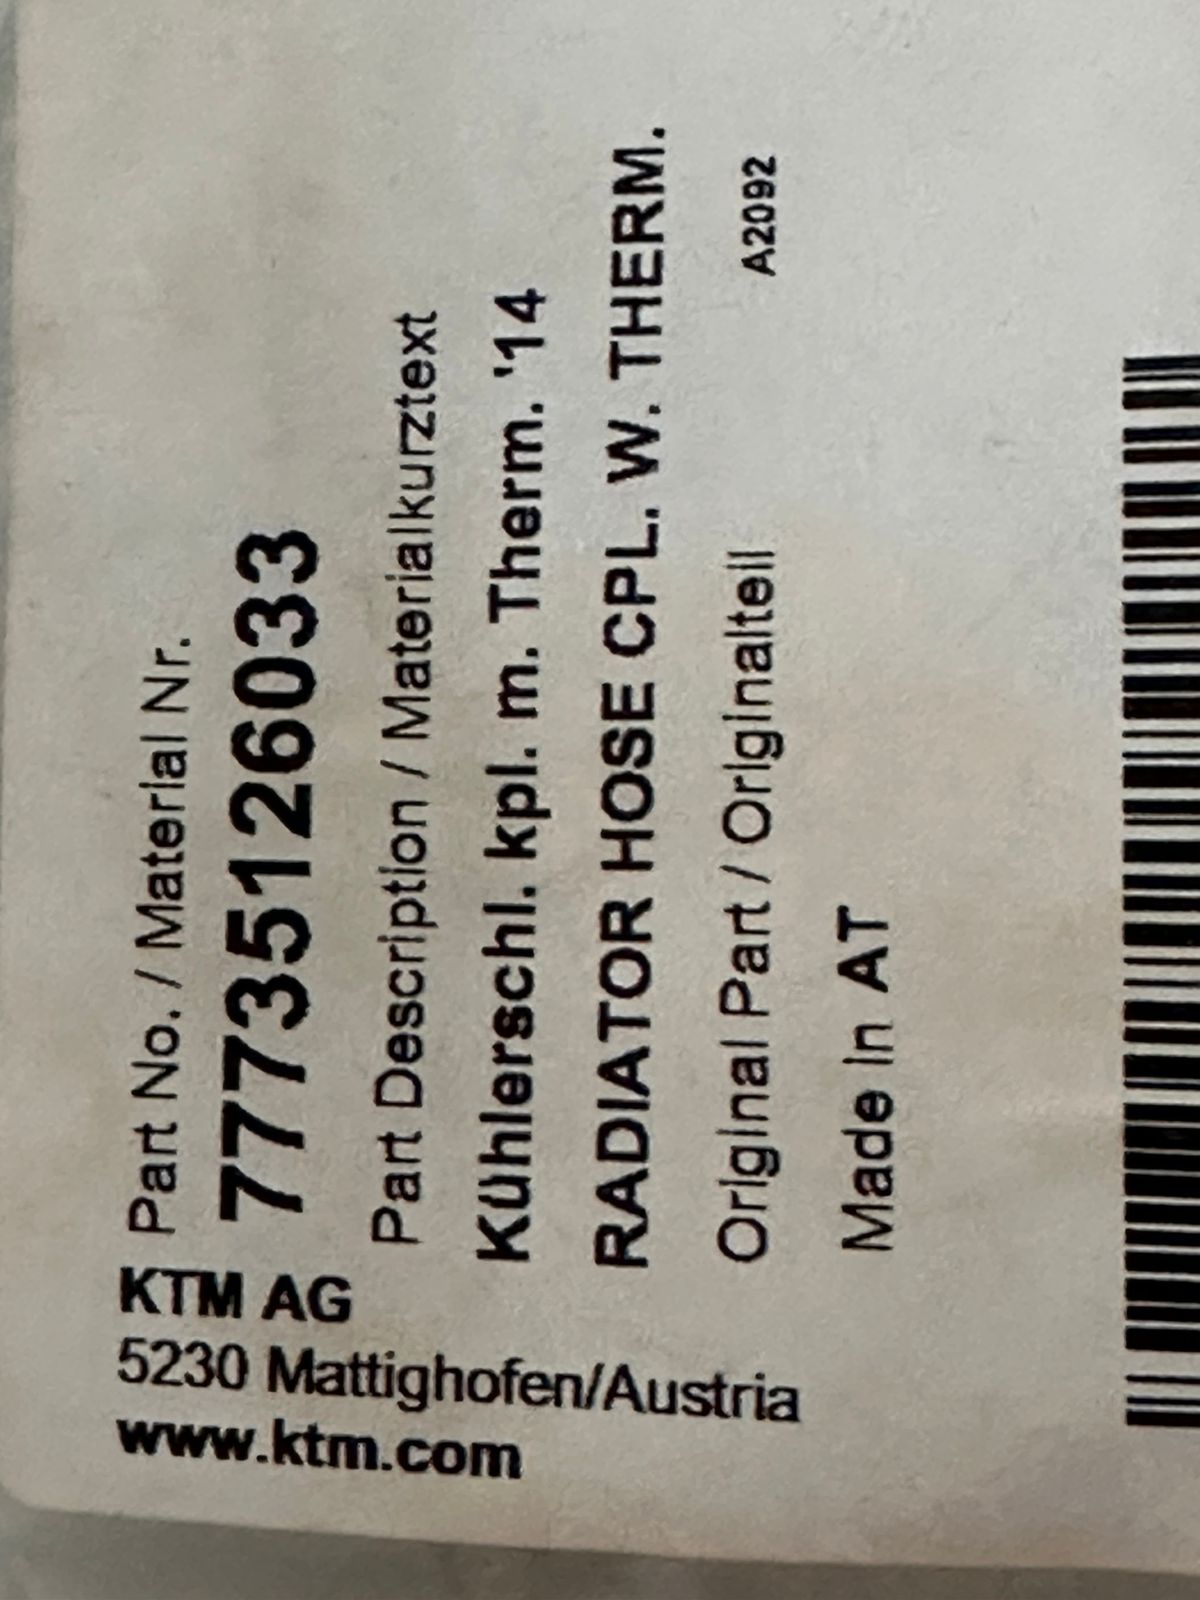 KTM AG
5230 Mattighofen/Austria
www.ktm.com
Part No. / Material Nr.
77735126033
Part Description / Materialkurztext
Kühlerschl. kpl. m. Therm. '14
RADIATOR HOSE CPL. W. THERM.
Original Part / Originalteil
A2092
Made in AT